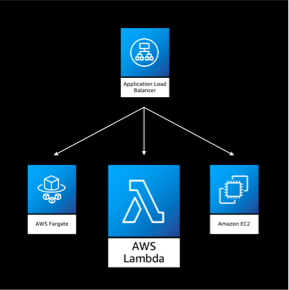 Application Load
Balancer
AWS Fargate
AWS
Lambda
Amazon EC2